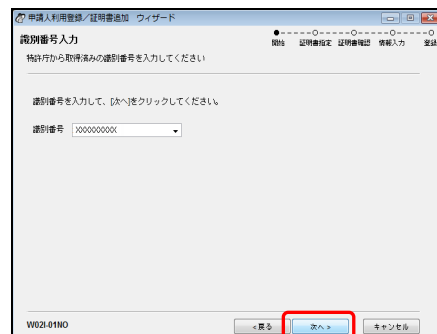 申請人利用登録／証明書追加 ウィザード
識別番号入力
特許庁から取得済みの識別番号を入力してください
開始 証明書指定 証明書確認 情報入力 登録
識別番号を入力して、[次へ]をクリックしてください。
識別番号 XXXXXXXXX
W02I-01NO
<戻る 次へ> キャンセル